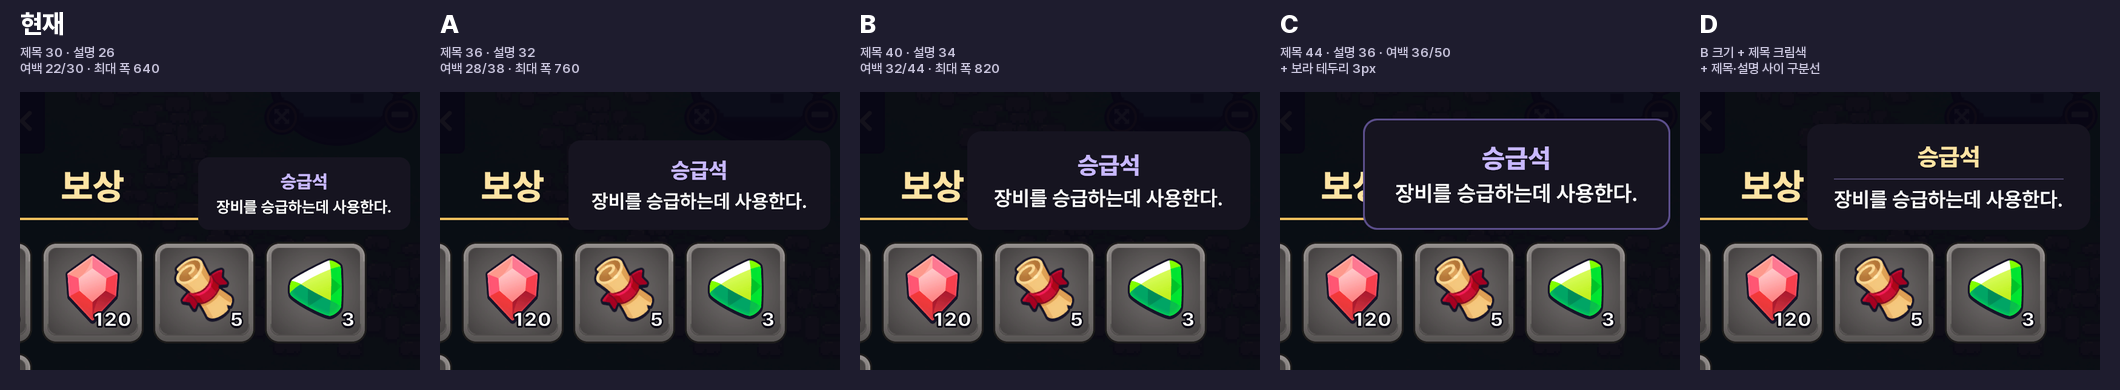 현재
제목 30 · 설명 26
여백 22/30 · 최대 폭 640
보상
승급석
장비를 승급하는데 사용한다.
120
5
3
A
제목 36 · 설명 32
여백 28/38 · 최대 폭 760
보상
승급석
장비를 승급하는데 사용한다.
120
5
3
B
제목 40 · 설명 34
여백 32/44 · 최대 폭 820
보상
승급석
장비를 승급하는데 사용한다.
120
5
3
C
제목 44 · 설명 36 · 여백 36/50
+ 보라 테두리 3px
보
승급석
장비를 승급하는데 사용한다.
120
5
3
D
B 크기 + 제목 크림색
+ 제목·설명 사이 구분선
보상
승급석
장비를 승급하는데 사용한다.
120
5
3